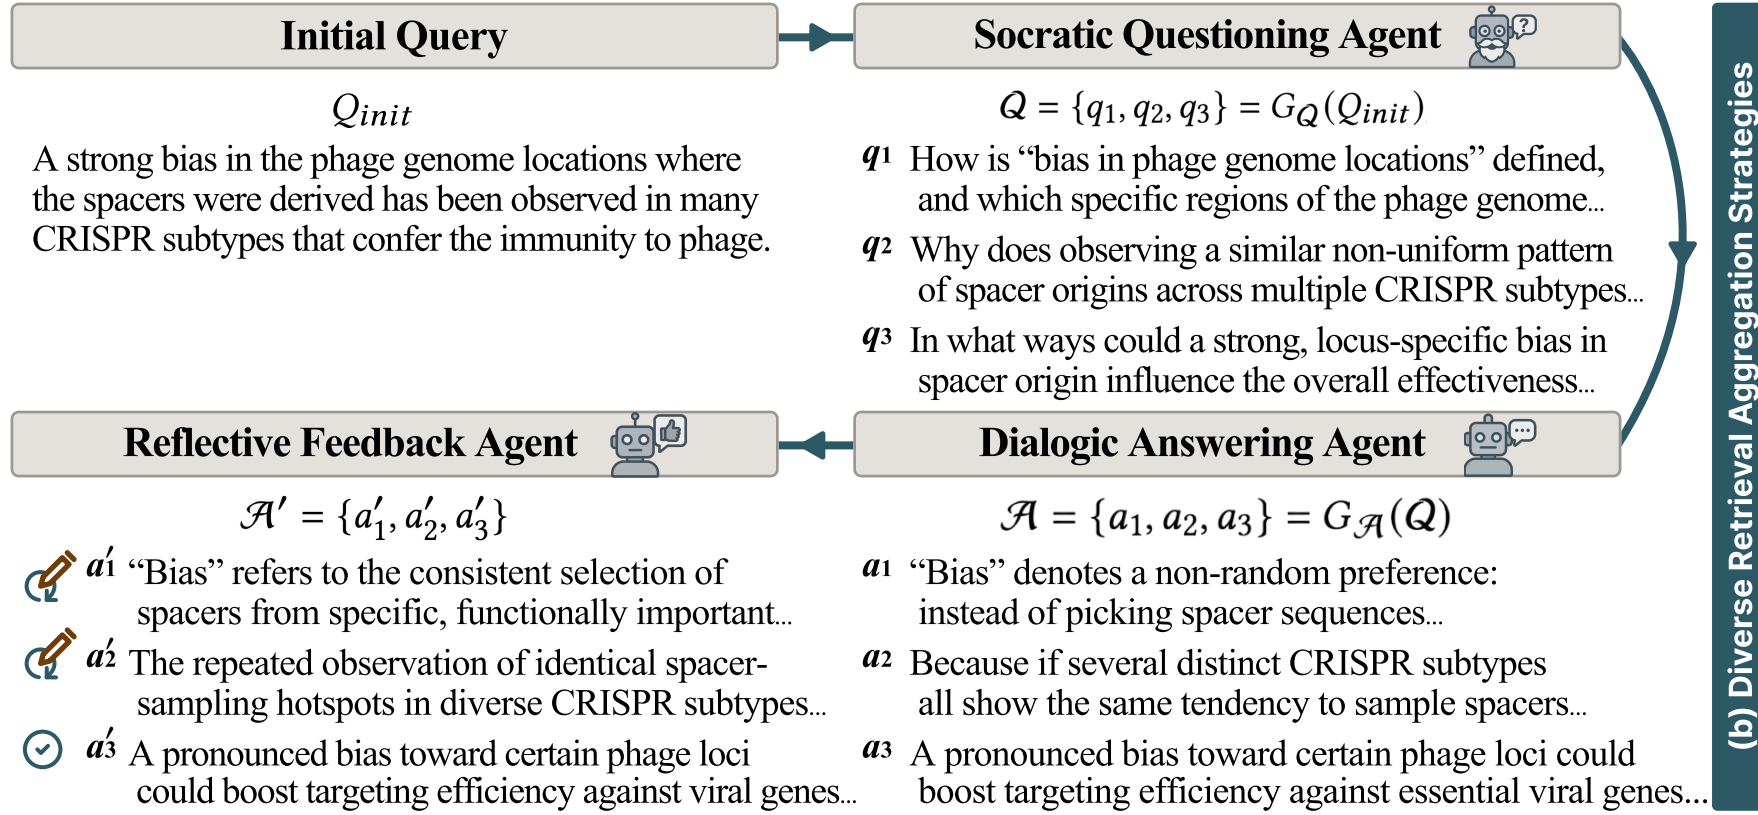 Initial Query
Q_init
A strong bias in the phage genome locations where
the spacers were derived has been observed in many
CRISPR subtypes that confer the immunity to phage.
Socratic Questioning Agent
?
𝒬 = {q₁, q₂, q₃} = G_𝒬(Q_init)
q1 How is “bias in phage genome locations” defined,
and which specific regions of the phage genome...
q2 Why does observing a similar non-uniform pattern
of spacer origins across multiple CRISPR subtypes...
q3 In what ways could a strong, locus-specific bias in
spacer origin influence the overall effectiveness...
Dialogic Answering Agent
𝒜 = {a₁, a₂, a₃} = G_𝒜(𝒬)
a1 “Bias” denotes a non-random preference:
instead of picking spacer sequences...
a2 Because if several distinct CRISPR subtypes
all show the same tendency to sample spacers...
a3 A pronounced bias toward certain phage loci could
boost targeting efficiency against essential viral genes...
Reflective Feedback Agent
𝒜′ = {a′₁, a′₂, a′₃}
a′1 “Bias” refers to the consistent selection of
spacers from specific, functionally important...
a′2 The repeated observation of identical spacer-
sampling hotspots in diverse CRISPR subtypes...
a′3 A pronounced bias toward certain phage loci
could boost targeting efficiency against viral genes...
(b) Diverse Retrieval Aggregation Strategies